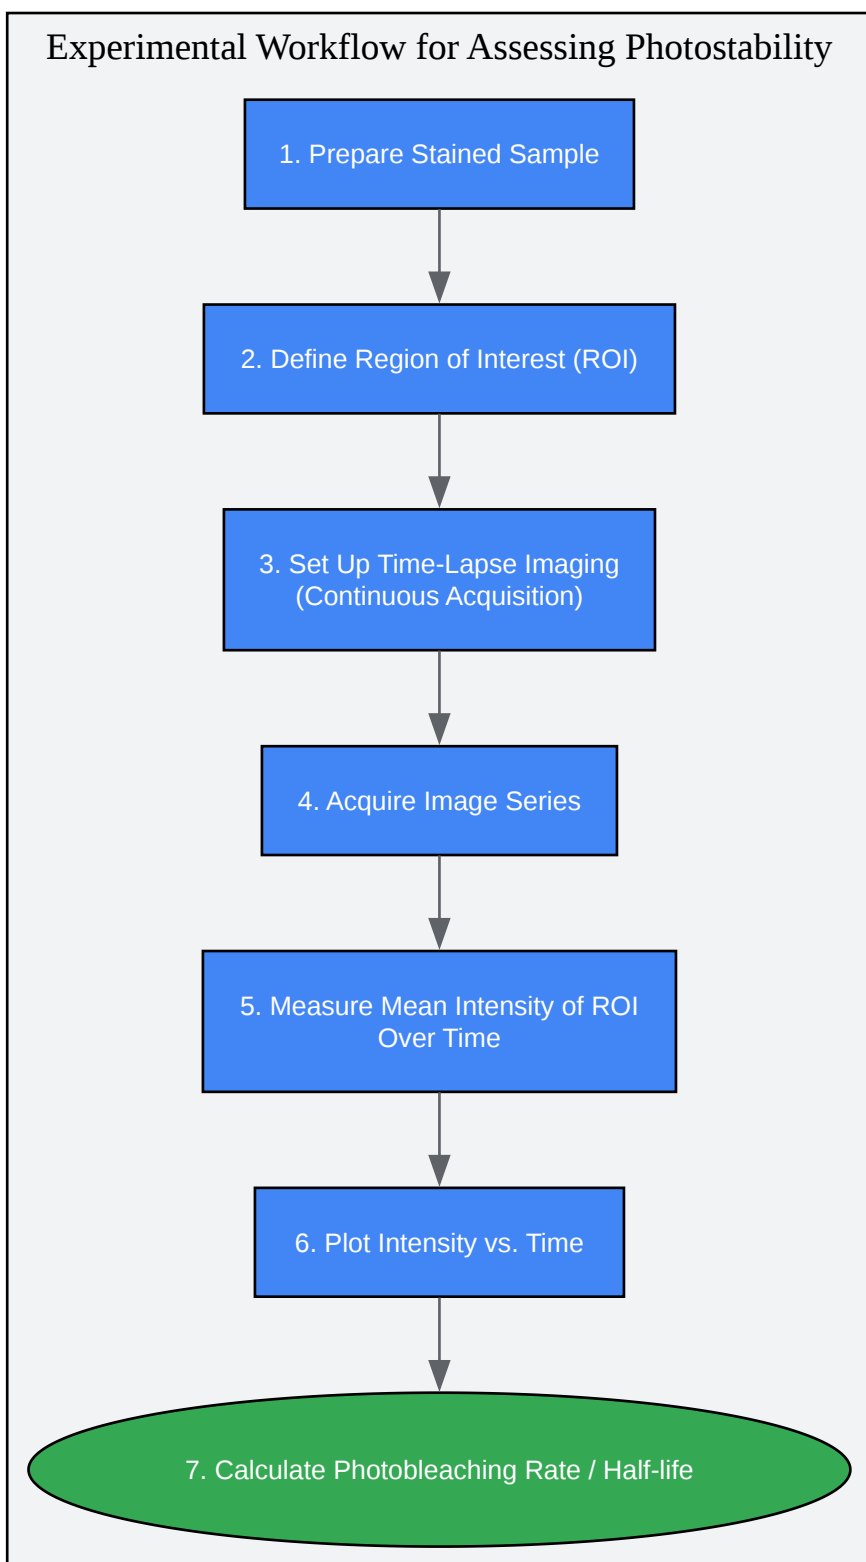 Experimental Workflow for Assessing Photostability
1. Prepare Stained Sample
2. Define Region of Interest (ROI)
3. Set Up Time-Lapse Imaging
(Continuous Acquisition)
4. Acquire Image Series
5. Measure Mean Intensity of ROI
Over Time
6. Plot Intensity vs. Time
7. Calculate Photobleaching Rate / Half-life